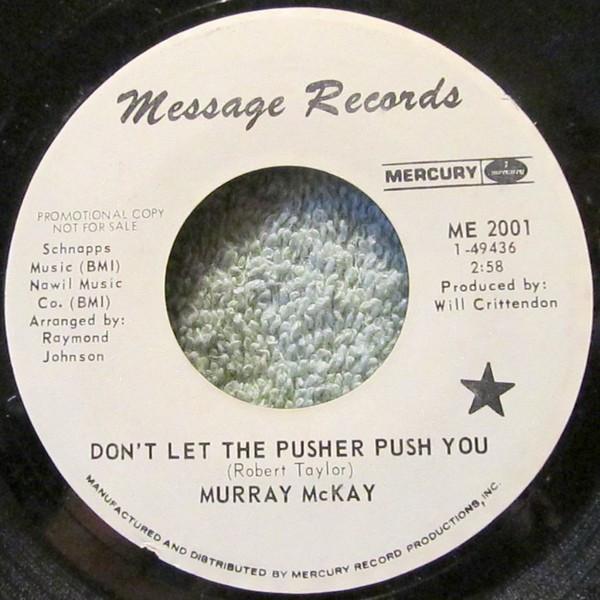 Message Records
MERCURY
mercury
PROMOTIONAL COPY
NOT FOR SALE
Schnapps
Music (BMI)
Nawil Music
Co. (BMI)
Arranged by:
Raymond
Johnson
ME 2001
1-49436
2:58
Produced by:
Will Crittendon
DON'T LET THE PUSHER PUSH YOU
(Robert Taylor)
MURRAY McKAY
MANUFACTURED AND DISTRIBUTED BY MERCURY RECORD PRODUCTIONS, INC.